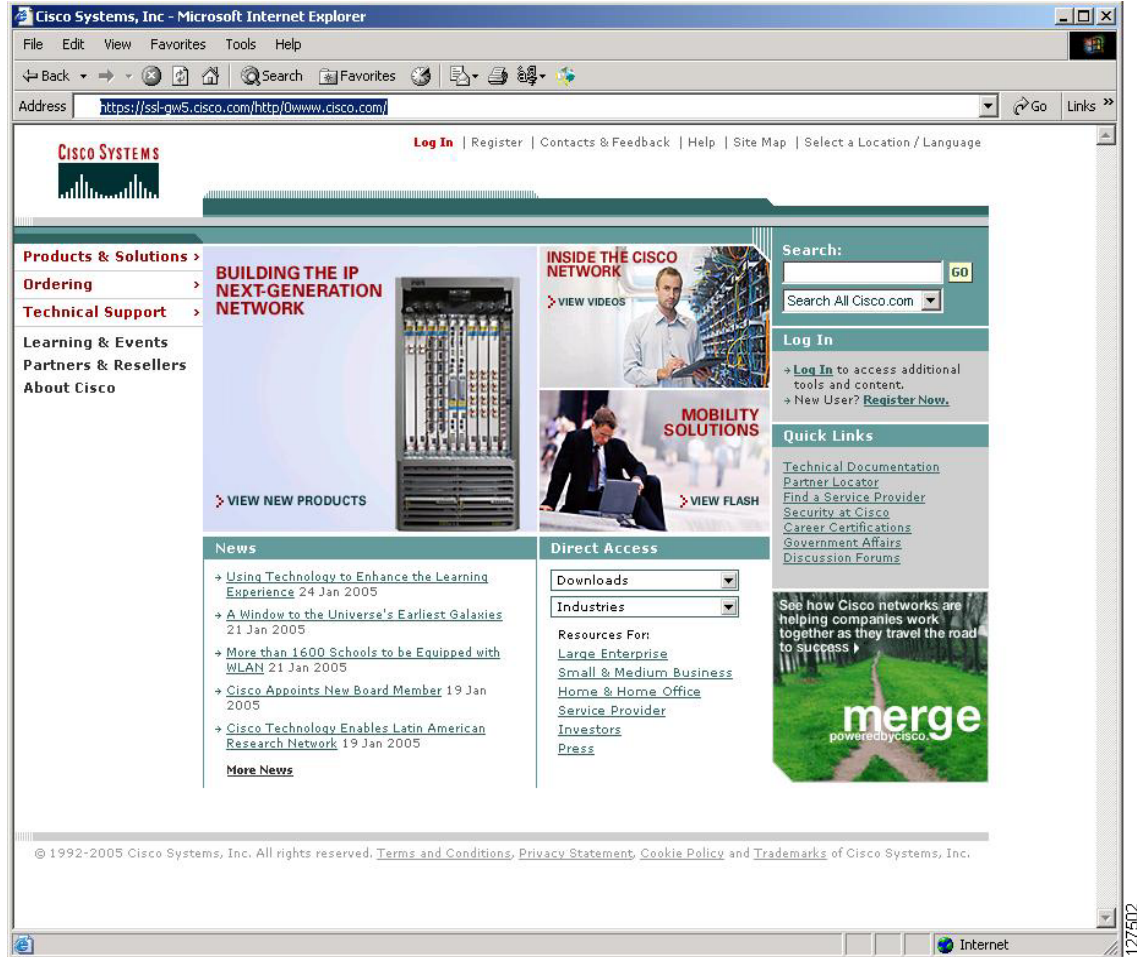 Cisco Systems, Inc - Microsoft Internet Explorer
File Edit View Favorites Tools Help
Back Search Favorites
Address https://ssl-gw5.cisco.com/http/0www.cisco.com/ Go Links »
CISCO SYSTEMS
Log In | Register | Contacts & Feedback | Help | Site Map | Select a Location / Language
Products & Solutions ›
Ordering ›
Technical Support ›
Learning & Events
Partners & Resellers
About Cisco
BUILDING THE IP
NEXT-GENERATION
NETWORK
VIEW NEW PRODUCTS
INSIDE THE CISCO
NETWORK
VIEW VIDEOS
MOBILITY
SOLUTIONS
VIEW FLASH
Search:
GO
Search All Cisco.com
Log In
Log In to access additional
tools and content.
New User? Register Now.
Quick Links
Technical Documentation
Partner Locator
Find a Service Provider
Security at Cisco
Career Certifications
Government Affairs
Discussion Forums
News
Using Technology to Enhance the Learning
Experience 24 Jan 2005
A Window to the Universe's Earliest Galaxies
21 Jan 2005
More than 1600 Schools to be Equipped with
WLAN 21 Jan 2005
Cisco Appoints New Board Member 19 Jan
2005
Cisco Technology Enables Latin American
Research Network 19 Jan 2005
More News
Direct Access
Downloads
Industries
Resources For:
Large Enterprise
Small & Medium Business
Home & Home Office
Service Provider
Investors
Press
See how Cisco networks are
helping companies work
together as they travel the road
to success
merge
poweredbycisco.
© 1992-2005 Cisco Systems, Inc. All rights reserved. Terms and Conditions, Privacy Statement, Cookie Policy and Trademarks of Cisco Systems, Inc.
Internet
127502